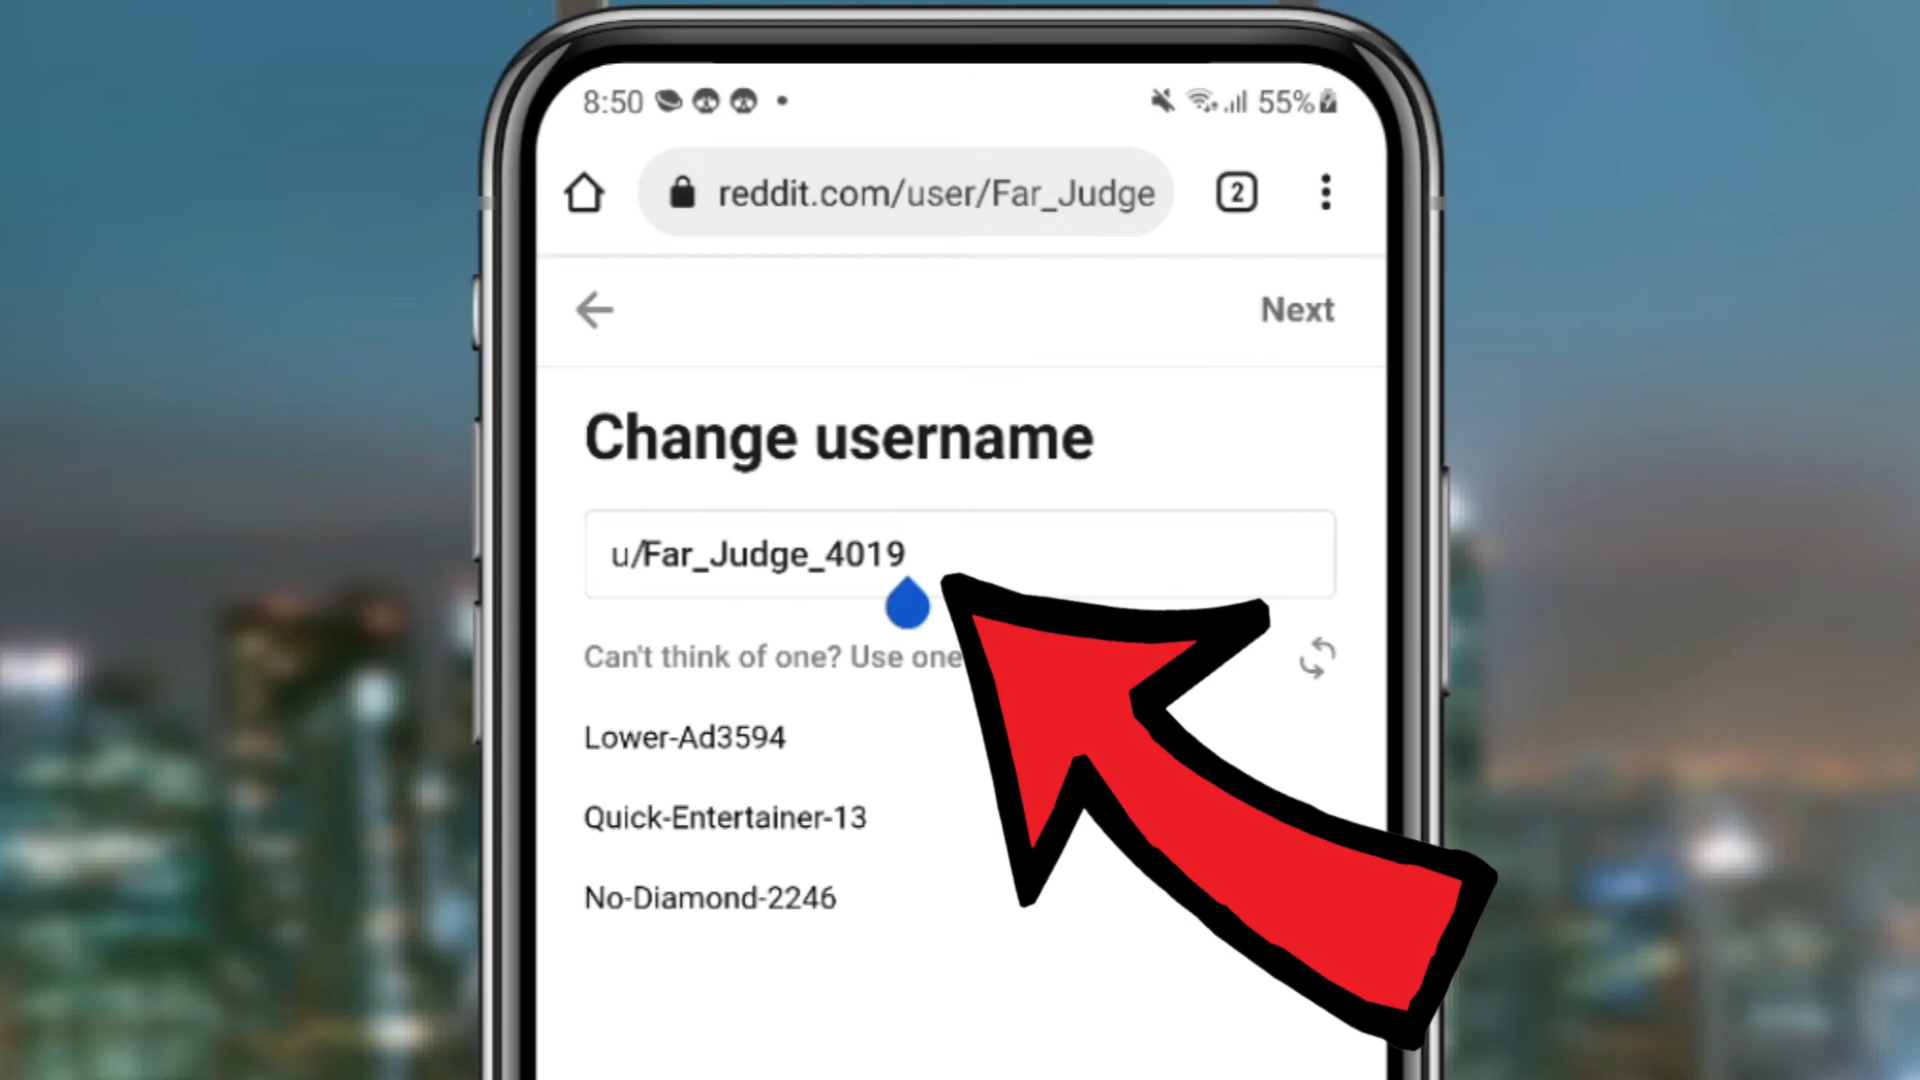 8:50
55%
reddit.com/user/Far_Judge
2
Next
Change username
u/Far_Judge_4019
Can't think of one? Use one
Lower-Ad3594
Quick-Entertainer-13
No-Diamond-2246